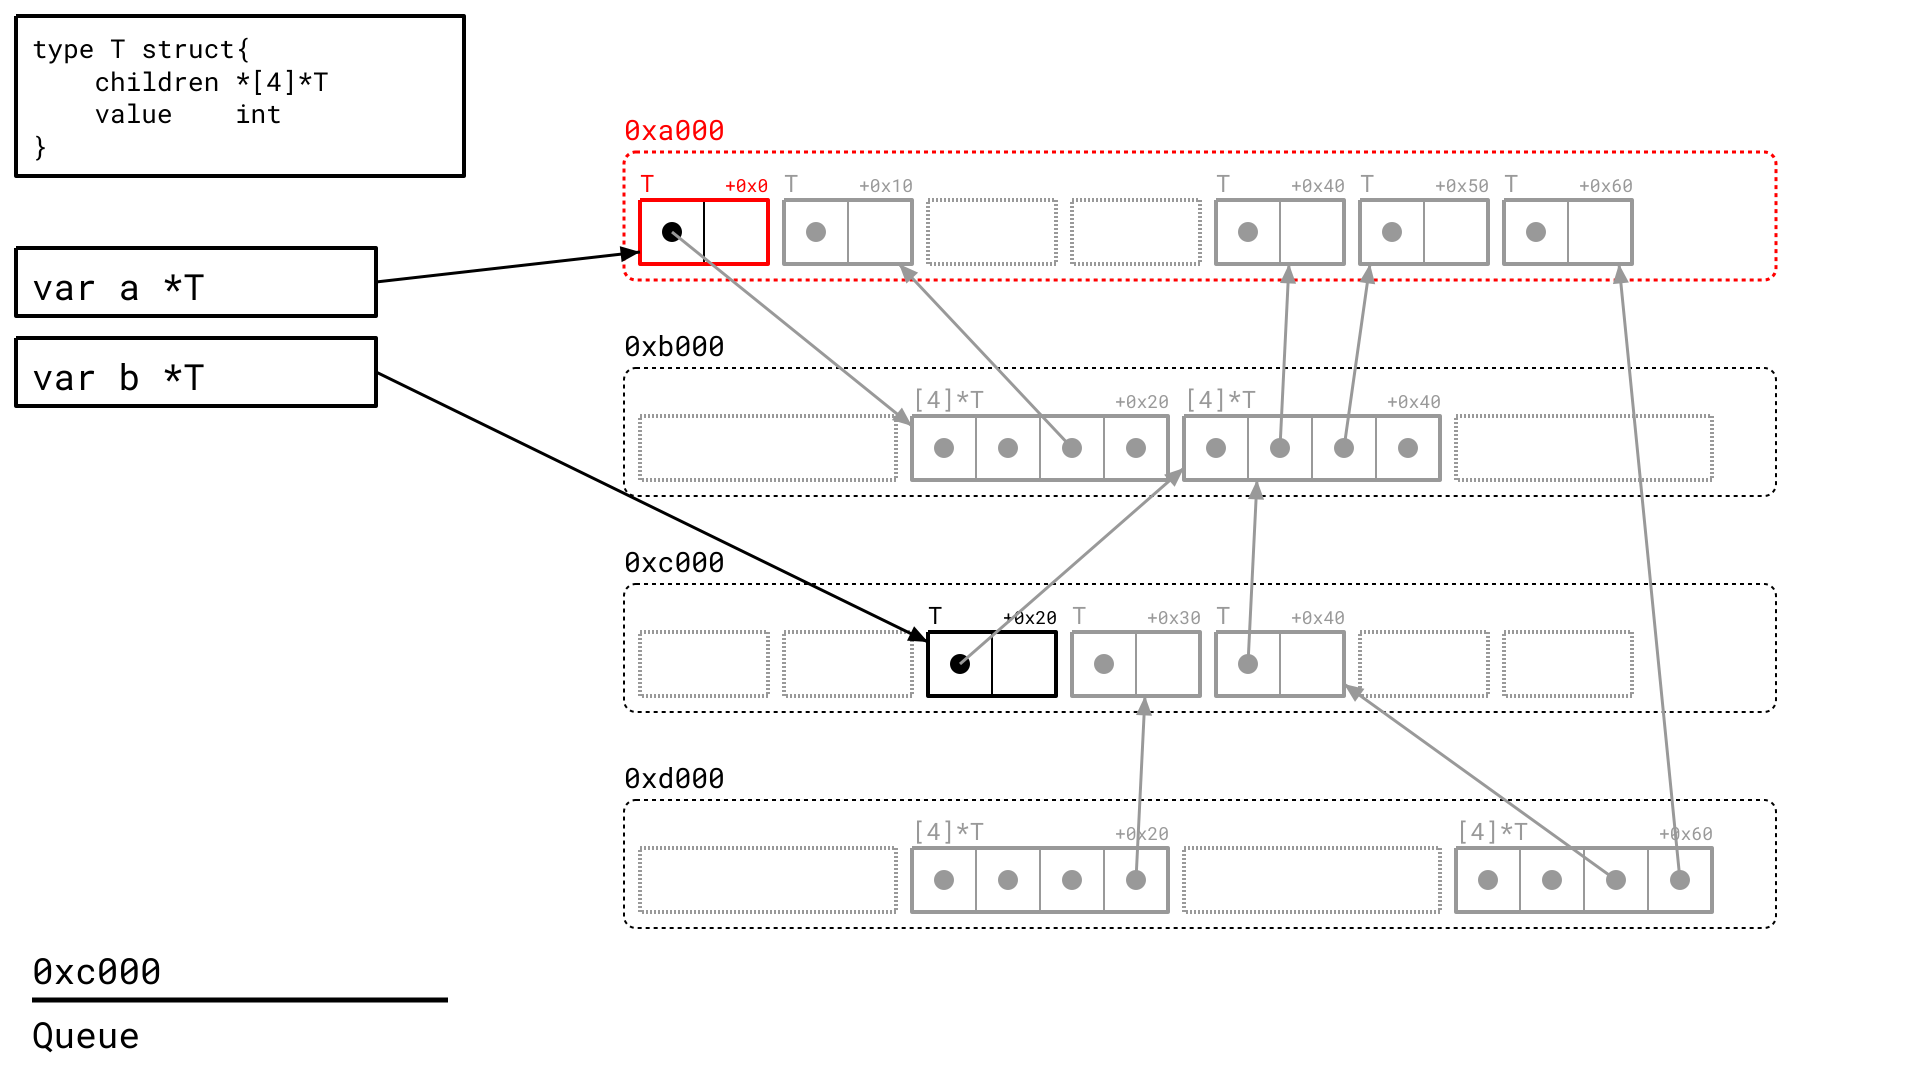 type T struct{
    children *[4]*T
    value    int
}
var a *T
var b *T
0xa000
T +0x0 T +0x10 T +0x40 T +0x50 T +0x60
0xb000
[4]*T +0x20 [4]*T +0x40
0xc000
T +0x20 T +0x30 T +0x40
0xd000
[4]*T +0x20 [4]*T +0x60
0xc000
Queue